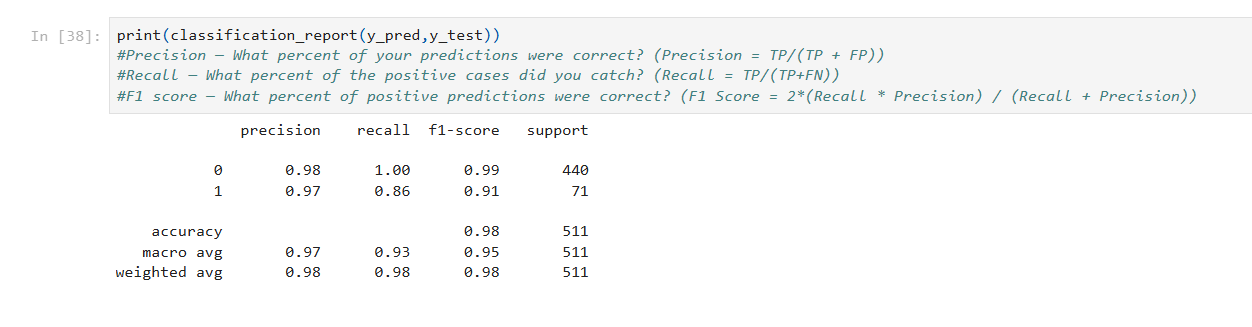 In [38]: print(classification_report(y_pred,y_test))
#Precision — What percent of your predictions were correct? (Precision = TP/(TP + FP))
#Recall — What percent of the positive cases did you catch? (Recall = TP/(TP+FN))
#F1 score — What percent of positive predictions were correct? (F1 Score = 2*(Recall * Precision) / (Recall + Precision))
precision recall f1-score support
0 0.98 1.00 0.99 440
1 0.97 0.86 0.91 71
accuracy 0.98 511
macro avg 0.97 0.93 0.95 511
weighted avg 0.98 0.98 0.98 511